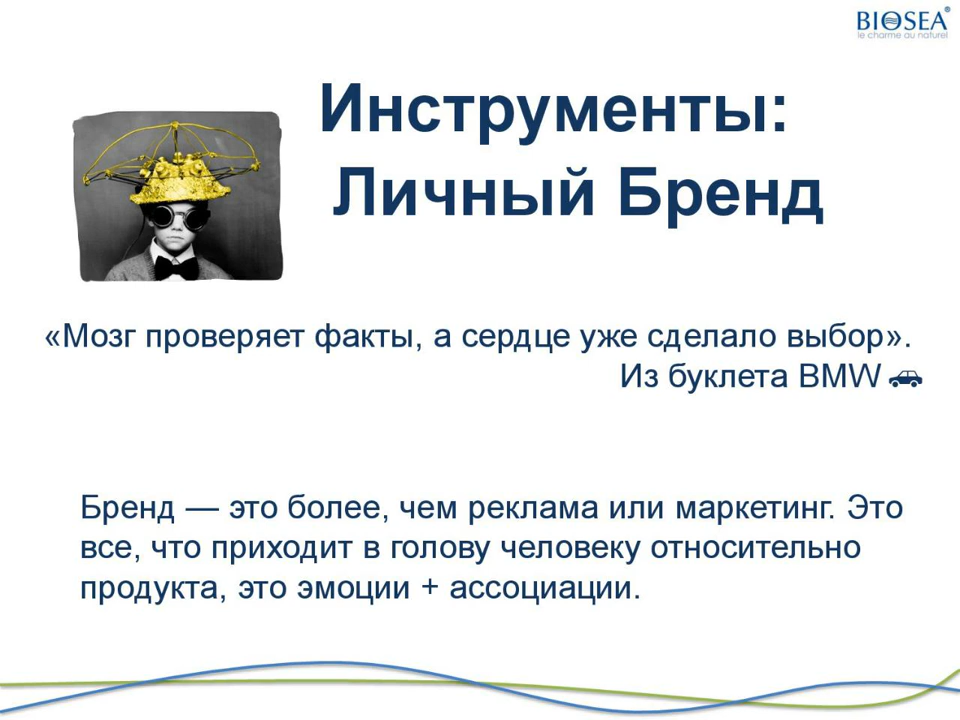 BIOSEA®
le charme au naturel
Инструменты:
Личный Бренд
«Мозг проверяет факты, а сердце уже сделало выбор».
Из буклета BMW
Бренд — это более, чем реклама или маркетинг. Это
все, что приходит в голову человеку относительно
продукта, это эмоции + ассоциации.